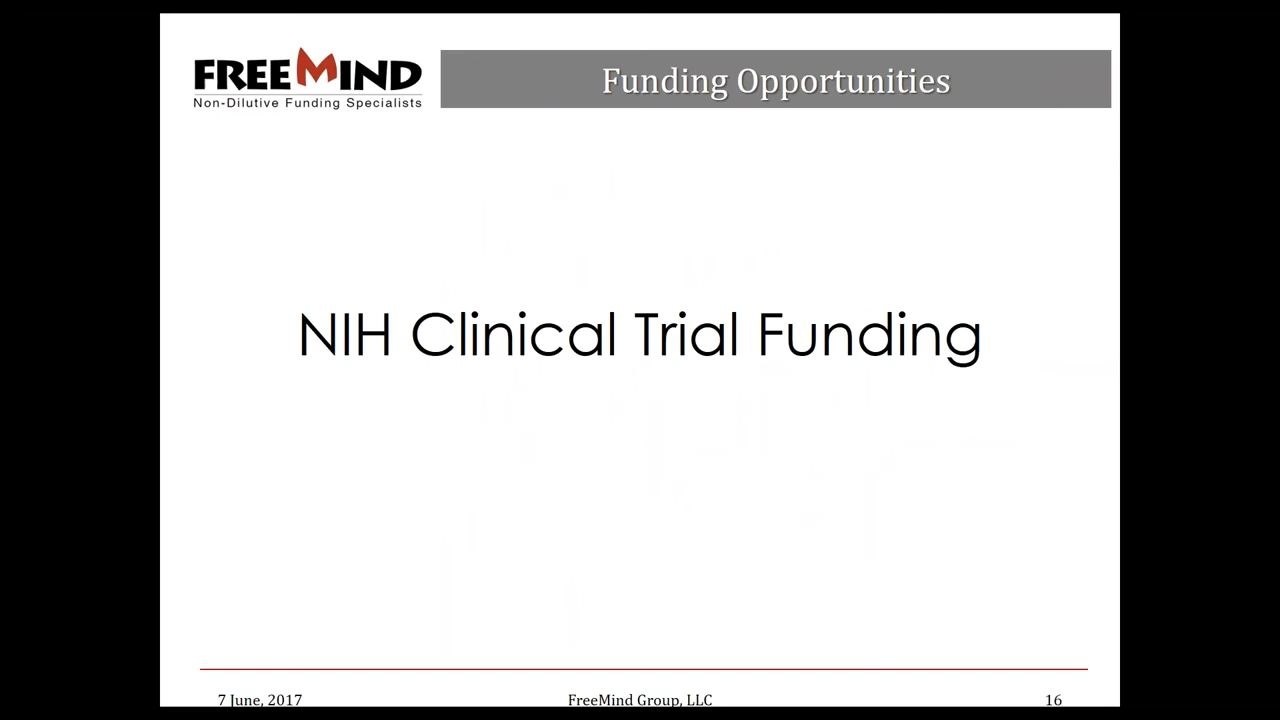 FREEMIND
Non-Dilutive Funding Specialists
Funding Opportunities
NIH Clinical Trial Funding
7 June, 2017
FreeMind Group, LLC
16